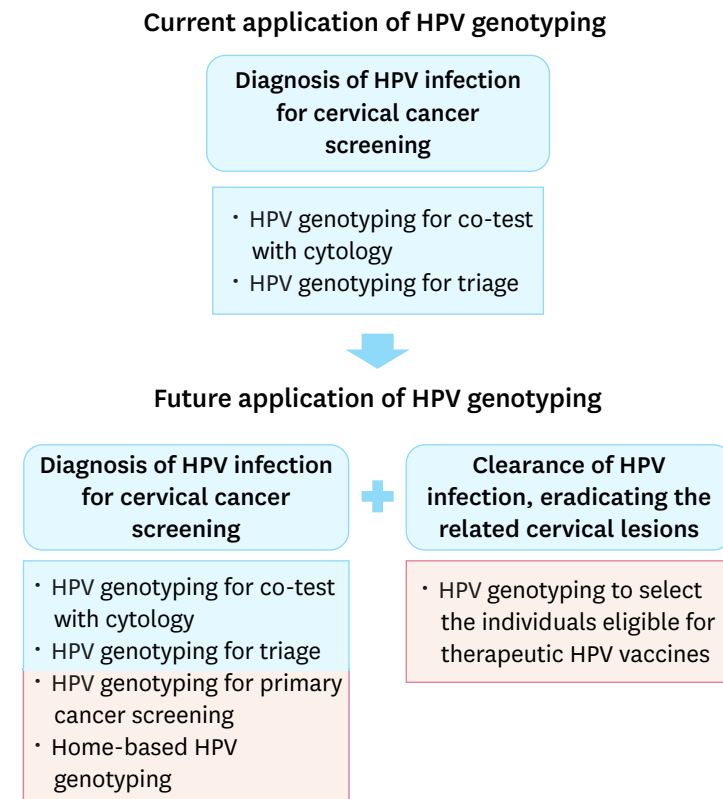 Current application of HPV genotyping
Diagnosis of HPV infection
for cervical cancer
screening
· HPV genotyping for co-test
with cytology
· HPV genotyping for triage
Future application of HPV genotyping
Diagnosis of HPV infection
for cervical cancer
screening
· HPV genotyping for co-test
with cytology
· HPV genotyping for triage
· HPV genotyping for primary
cancer screening
· Home-based HPV
genotyping
Clearance of HPV
infection, eradicating the
related cervical lesions
· HPV genotyping to select
the individuals eligible for
therapeutic HPV vaccines